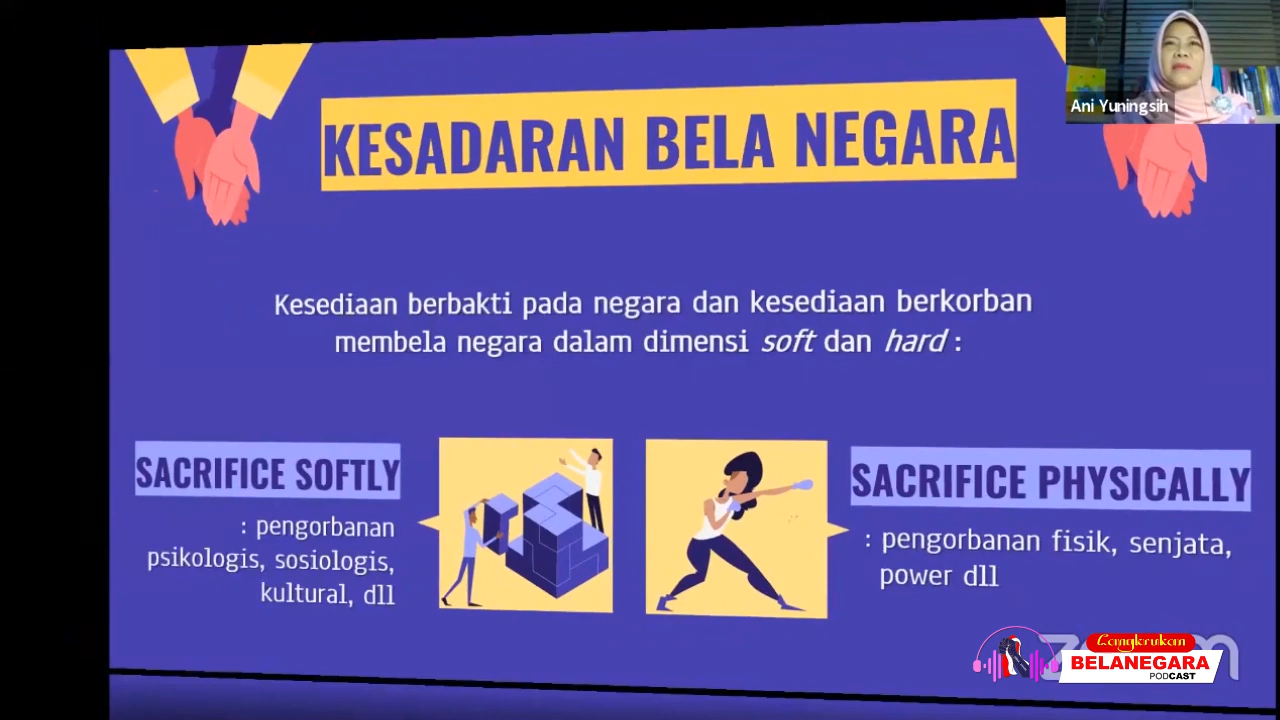 Ani Yuningsih
KESADARAN BELA NEGARA
Kesediaan berbakti pada negara dan kesediaan berkorban
membela negara dalam dimensi soft dan hard :
SACRIFICE SOFTLY
: pengorbanan
psikologis, sosiologis,
kultural, dll
SACRIFICE PHYSICALLY
: pengorbanan fisik, senjata,
power dll
zoom
Cangkrukan
BELANEGARA
PODCAST